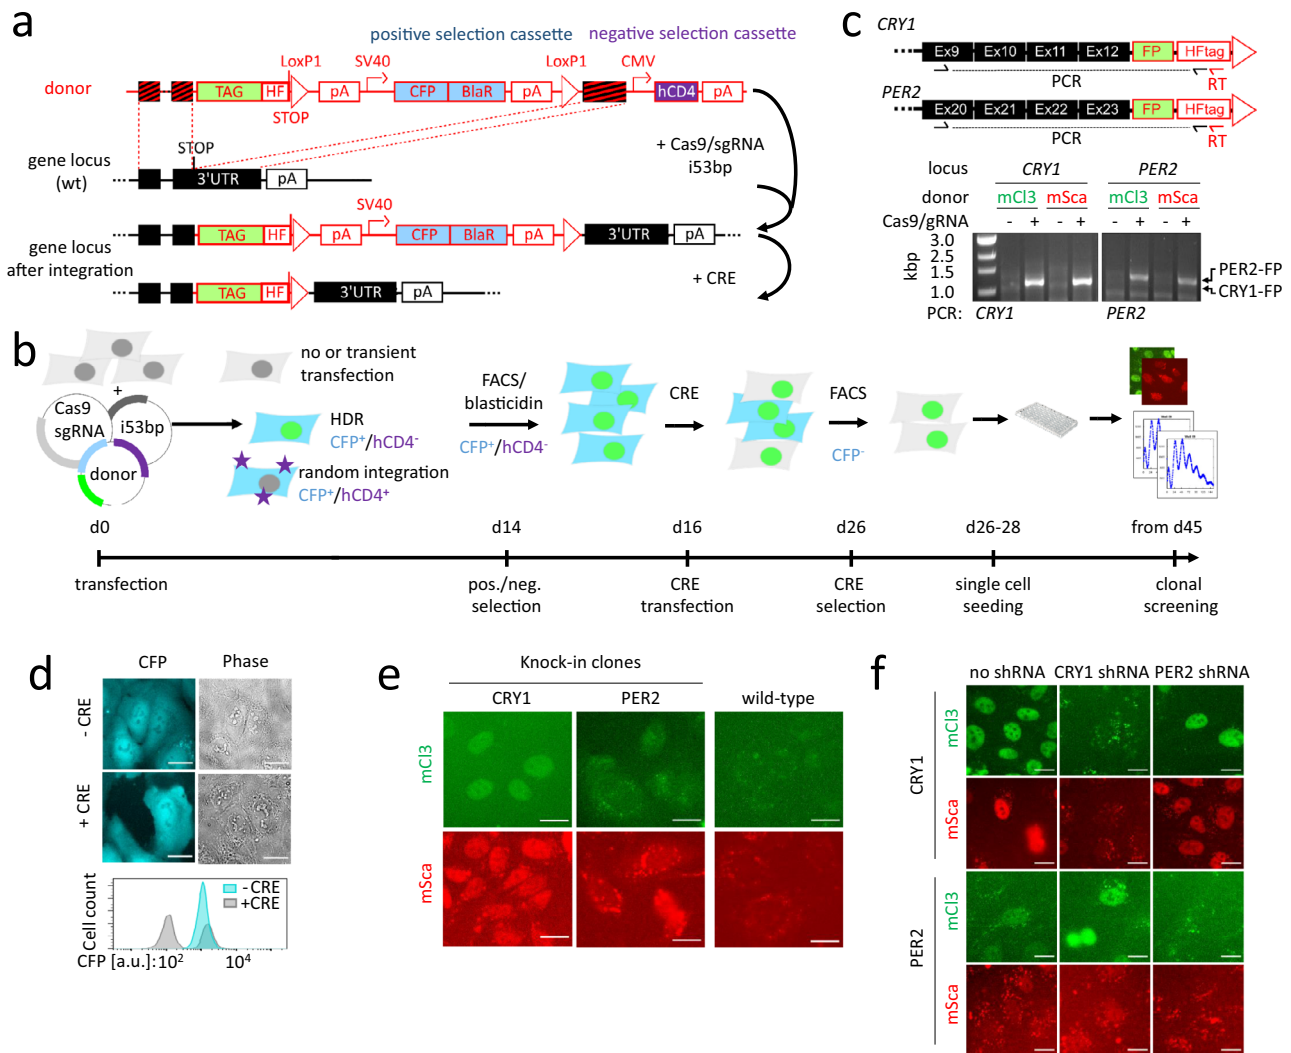 a
positive selection cassette negative selection cassette
LoxP1 SV40 LoxP1 CMV
donor
TAG HF pA CFP BlaR pA hCD4 pA
STOP
STOP
gene locus
(wt)
3'UTR pA
+ Cas9/sgRNA
i53bp
SV40
TAG HF pA CFP BlaR pA 3'UTR pA
gene locus
after integration
+ CRE
TAG HF 3'UTR pA
c
CRY1
Ex9 Ex10 Ex11 Ex12 FP HFtag
PCR RT
PER2
Ex20 Ex21 Ex22 Ex23 FP HFtag
PCR RT
locus CRY1 PER2
donor mCl3 mSca mCl3 mSca
Cas9/gRNA - + - + - + - +
kbp
3.0
2.0
1.5
1.0
PER2-FP
CRY1-FP
PCR: CRY1 PER2
b
+
Cas9
sgRNA
i53bp
donor
no or transient
transfection
HDR
CFP+/hCD4-
random integration
CFP+/hCD4+
FACS/
blasticidin
CFP+/hCD4-
CRE
FACS
CFP-
d0 d14 d16 d26 d26-28 from d45
transfection
pos./neg.
selection
CRE
transfection
CRE
selection
single cell
seeding
clonal
screening
d
CFP Phase
- CRE
+ CRE
Cell count
- CRE
+CRE
CFP [a.u.]: 10² 10⁴
e
Knock-in clones
CRY1 PER2 wild-type
mCl3
mSca
f
no shRNA CRY1 shRNA PER2 shRNA
CRY1
mCl3
mSca
PER2
mCl3
mSca